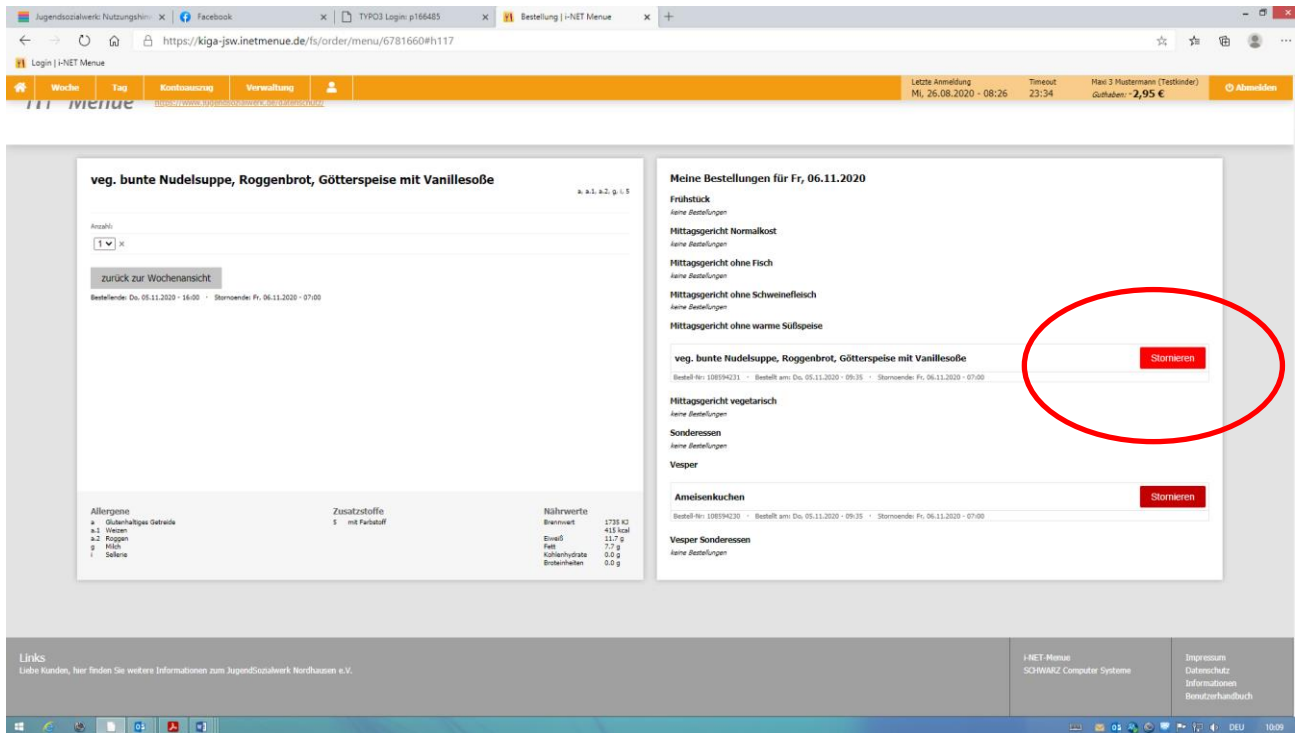 Jugendsozialwerk: Nutzungshinw
Facebook
TYPO3 Login: p166485
Bestellung | i-NET Menue
https://kiga-jsw.inetmenue.de/fs/order/menu/6781660#h117
Login | i-NET Menue
Woche
Tag
Kontoauszug
Verwaltung
Letzte Anmeldung
Mi, 26.08.2020 - 08:26
Timeout
23:34
Maxi 3 Mustermann (Testkinder)
Guthaben: -2,95 €
Abmelden
Menue
https://www.jugendsozialwerk.de/datenschutz/
veg. bunte Nudelsuppe, Roggenbrot, Götterspeise mit Vanillesoße
a, a.1, a.2, g, i, 5
Anzahl:
1 ×
zurück zur Wochenansicht
Bestellende: Do, 05.11.2020 - 16:00 · Stornoende: Fr, 06.11.2020 - 07:00
Allergene
a Glutenhaltiges Getreide
a.1 Weizen
a.2 Roggen
g Milch
i Sellerie
Zusatzstoffe
5 mit Farbstoff
Nährwerte
Brennwert 1735 KJ
415 kcal
Eiweiß 11.7 g
Fett 7.7 g
Kohlenhydrate 0.0 g
Broteinheiten 0.0 g
Meine Bestellungen für Fr, 06.11.2020
Frühstück
keine Bestellungen
Mittagsgericht Normalkost
keine Bestellungen
Mittagsgericht ohne Fisch
keine Bestellungen
Mittagsgericht ohne Schweinefleisch
keine Bestellungen
Mittagsgericht ohne warme Süßspeise
veg. bunte Nudelsuppe, Roggenbrot, Götterspeise mit Vanillesoße
Stornieren
Bestell-Nr: 108594231 · Bestellt am: Do, 05.11.2020 - 09:35 · Stornoende: Fr, 06.11.2020 - 07:00
Mittagsgericht vegetarisch
keine Bestellungen
Sonderessen
keine Bestellungen
Vesper
Ameisenkuchen
Stornieren
Bestell-Nr: 108594230 · Bestellt am: Do, 05.11.2020 - 09:35 · Stornoende: Fr, 06.11.2020 - 07:00
Vesper Sonderessen
keine Bestellungen
Links
Liebe Kunden, hier finden Sie weitere Informationen zum JugendSozialwerk Nordhausen e.V.
i-NET-Menue
SCHWARZ Computer Systeme
Impressum
Datenschutz
Informationen
Benutzerhandbuch
DEU
10:09